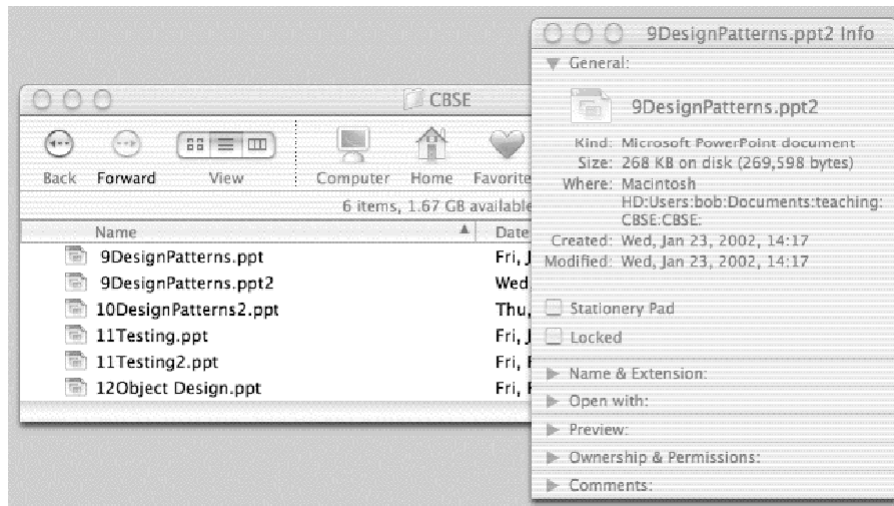 CBSE
Back Forward View Computer Home Favorite
6 items, 1.67 GB available
Name Date
9DesignPatterns.ppt Fri, J
9DesignPatterns.ppt2 Wed
10DesignPatterns2.ppt Thu,
11Testing.ppt Fri, J
11Testing2.ppt Fri, F
12Object Design.ppt Fri, F
9DesignPatterns.ppt2 Info
General:
9DesignPatterns.ppt2
Kind: Microsoft PowerPoint document
Size: 268 KB on disk (269,598 bytes)
Where: Macintosh
HD:Users:bob:Documents:teaching:
CBSE:CBSE:
Created: Wed, Jan 23, 2002, 14:17
Modified: Wed, Jan 23, 2002, 14:17
Stationery Pad
Locked
Name & Extension:
Open with:
Preview:
Ownership & Permissions:
Comments: